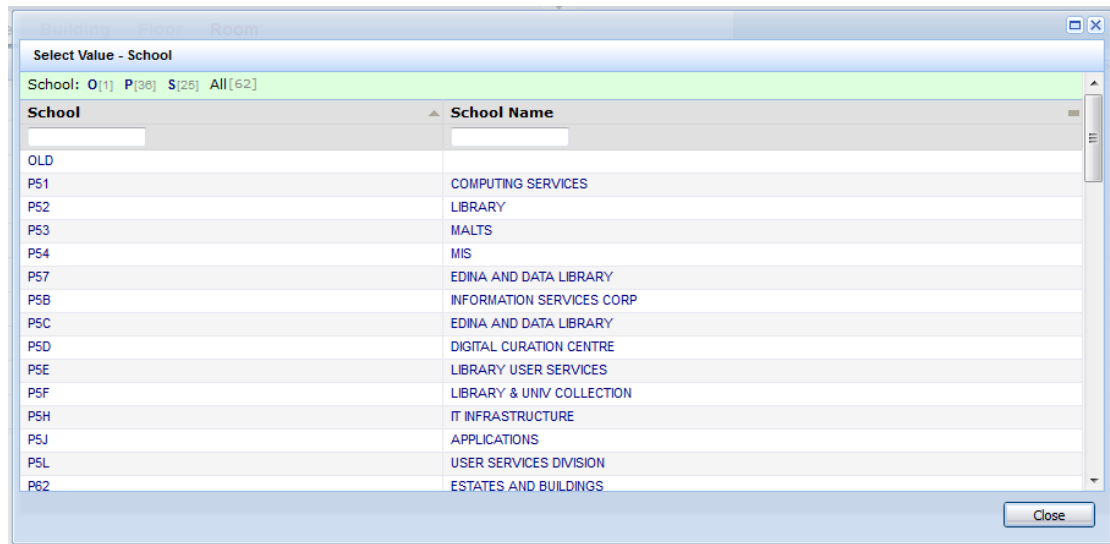 Building Floor Room
Select Value - School
School: O[1] P[36] S[25] All[62]
School School Name
OLD
P51 COMPUTING SERVICES
P52 LIBRARY
P53 MALTS
P54 MIS
P57 EDINA AND DATA LIBRARY
P5B INFORMATION SERVICES CORP
P5C EDINA AND DATA LIBRARY
P5D DIGITAL CURATION CENTRE
P5E LIBRARY USER SERVICES
P5F LIBRARY & UNIV COLLECTION
P5H IT INFRASTRUCTURE
P5J APPLICATIONS
P5L USER SERVICES DIVISION
P62 ESTATES AND BUILDINGS
Close